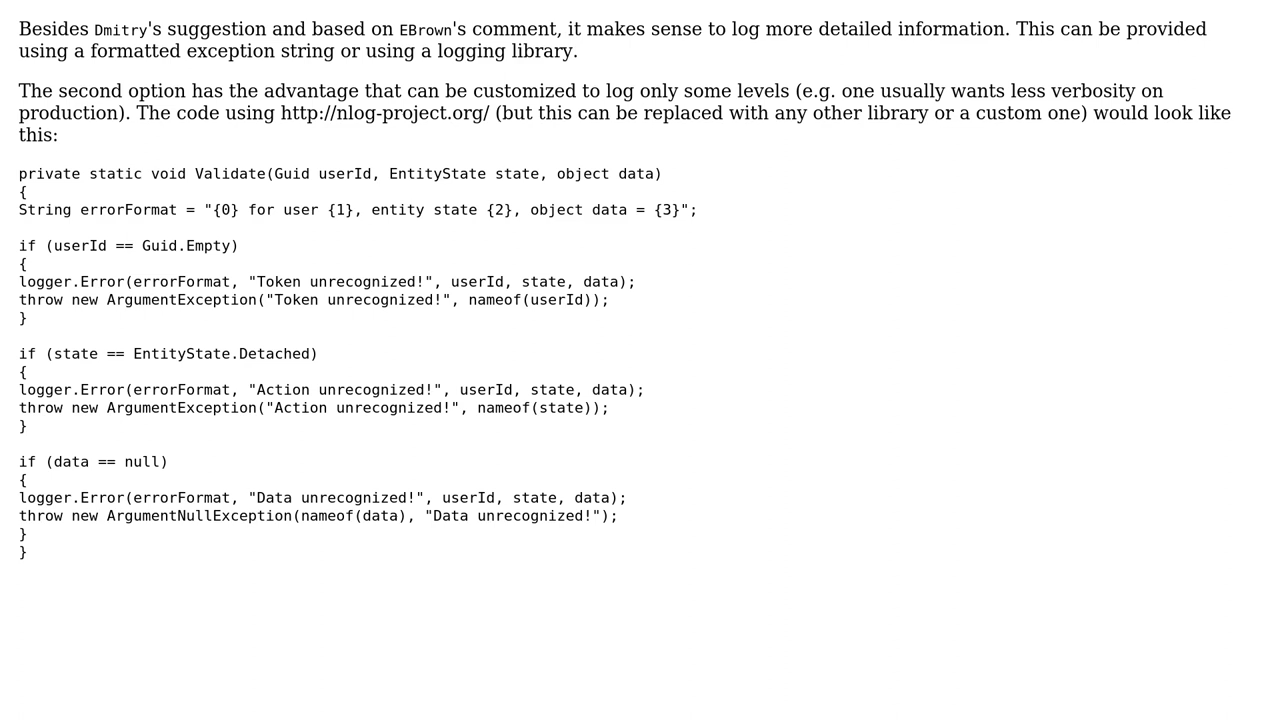 Besides Dmitry's suggestion and based on EBrown's comment, it makes sense to log more detailed information. This can be provided
using a formatted exception string or using a logging library.
The second option has the advantage that can be customized to log only some levels (e.g. one usually wants less verbosity on
production). The code using http://nlog-project.org/ (but this can be replaced with any other library or a custom one) would look like
this:
private static void Validate(Guid userId, EntityState state, object data)
{
String errorFormat = "{0} for user {1}, entity state {2}, object data = {3}";
if (userId == Guid.Empty)
{
logger.Error(errorFormat, "Token unrecognized!", userId, state, data);
throw new ArgumentException("Token unrecognized!", nameof(userId));
}
if (state == EntityState.Detached)
{
logger.Error(errorFormat, "Action unrecognized!", userId, state, data);
throw new ArgumentException("Action unrecognized!", nameof(state));
}
if (data == null)
{
logger.Error(errorFormat, "Data unrecognized!", userId, state, data);
throw new ArgumentNullException(nameof(data), "Data unrecognized!");
}
}